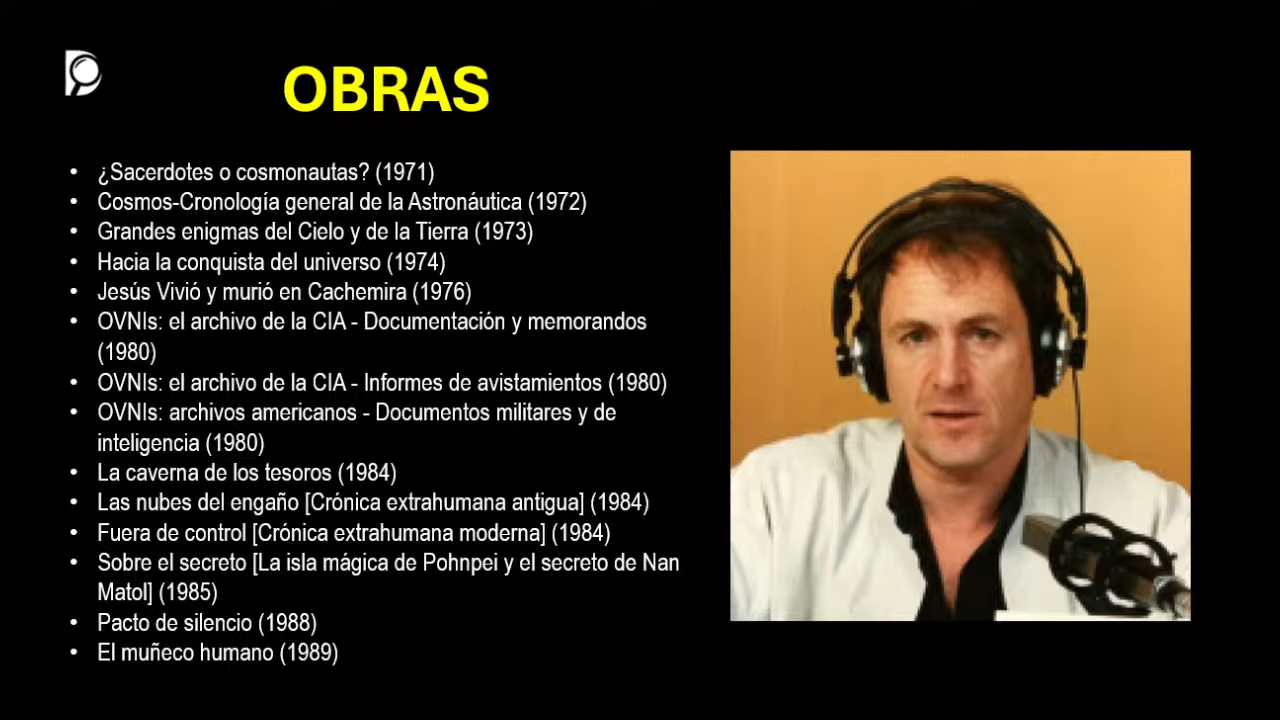 OBRAS
• ¿Sacerdotes o cosmonautas? (1971)
• Cosmos-Cronología general de la Astronáutica (1972)
• Grandes enigmas del Cielo y de la Tierra (1973)
• Hacia la conquista del universo (1974)
• Jesús Vivió y murió en Cachemira (1976)
• OVNIs: el archivo de la CIA - Documentación y memorandos
(1980)
• OVNIs: el archivo de la CIA - Informes de avistamientos (1980)
• OVNIs: archivos americanos - Documentos militares y de
inteligencia (1980)
• La caverna de los tesoros (1984)
• Las nubes del engaño [Crónica extrahumana antigua] (1984)
• Fuera de control [Crónica extrahumana moderna] (1984)
• Sobre el secreto [La isla mágica de Pohnpei y el secreto de Nan
Matol] (1985)
• Pacto de silencio (1988)
• El muñeco humano (1989)